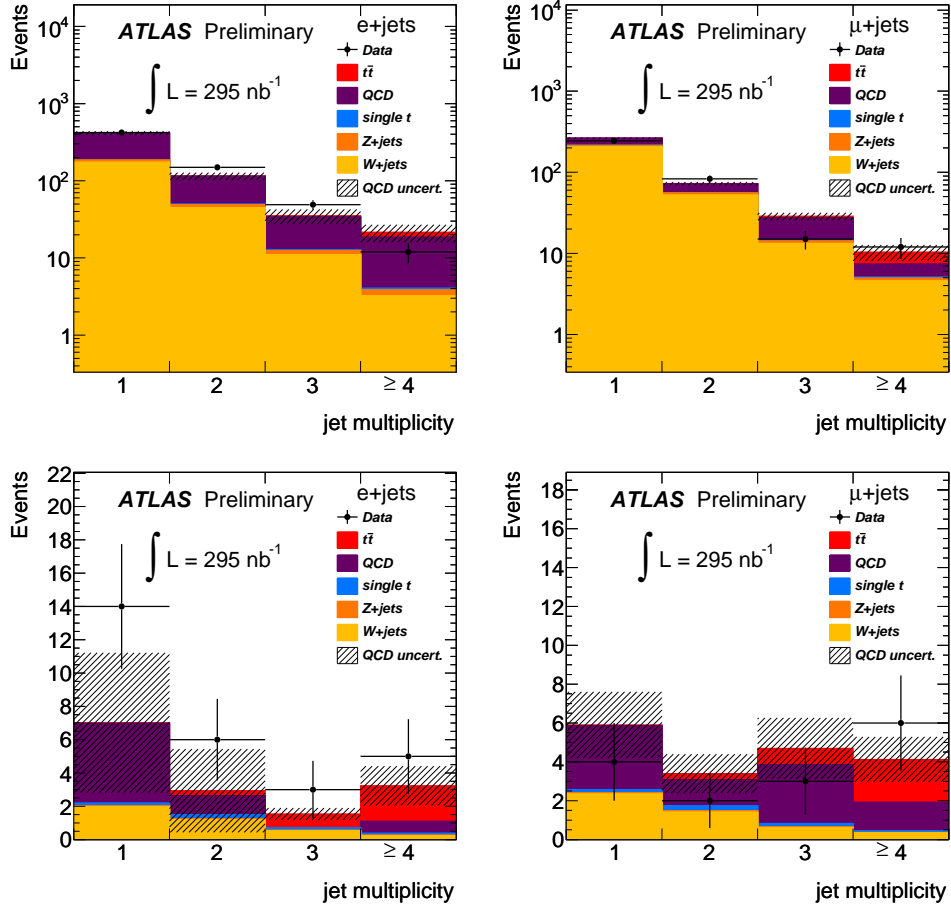 Events
10⁴
10³
10²
10
1
ATLAS Preliminary
e+jets
∫ L = 295 nb⁻¹
Data
tt̄
QCD
single t
Z+jets
W+jets
QCD uncert.
1 2 3 ≥ 4
jet multiplicity
Events
10⁴
10³
10²
10
1
ATLAS Preliminary
μ+jets
∫ L = 295 nb⁻¹
Data
tt̄
QCD
single t
Z+jets
W+jets
QCD uncert.
1 2 3 ≥ 4
jet multiplicity
Events
22
20
18
16
14
12
10
8
6
4
2
0
ATLAS Preliminary
e+jets
∫ L = 295 nb⁻¹
Data
tt̄
QCD
single t
Z+jets
W+jets
QCD uncert.
1 2 3 ≥ 4
jet multiplicity
Events
18
16
14
12
10
8
6
4
2
0
ATLAS Preliminary
μ+jets
∫ L = 295 nb⁻¹
Data
tt̄
QCD
single t
Z+jets
W+jets
QCD uncert.
1 2 3 ≥ 4
jet multiplicity